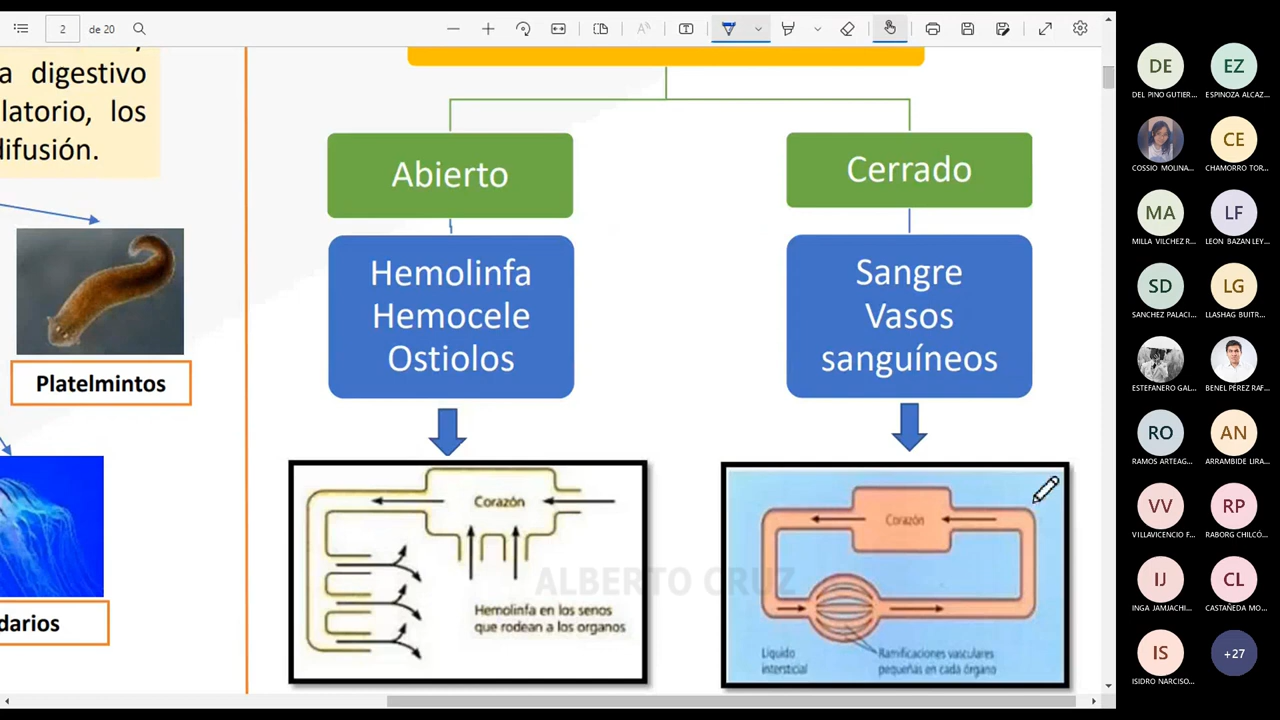 2
de 20
a digestivo
latorio, los
difusión.
Platelmintos
darios
Abierto
Cerrado
Hemolinfa
Hemocele
Ostiolos
Sangre
Vasos
sanguíneos
Corazón
Hemolinfa en los senos
que rodean a los organos
Corazón
Líquido
intersticial
Ramificaciones vasculares
pequeñas en cada órgano
ALBERTO CRUZ
DE
DEL PINO GUTIER...
EZ
ESPINOZA ALCAZ...
COSSIO MOLINA...
CE
CHAMORRO TOR...
MA
MILLA VILCHEZ R...
LF
LEON BAZAN LEY...
SD
SANCHEZ PALACI...
LG
LLASHAG BUITR...
ESTEFANERO GAL...
BENEL PÉREZ RAF...
RO
RAMOS ARTEAG...
AN
ARRAMBIDE LIRA...
VV
VILLAVICENCIO F...
RP
RABORG CHILCÓ...
IJ
INGA JAMJACHI...
CL
CASTAÑEDA MO...
IS
ISIDRO NARCISO...
+27